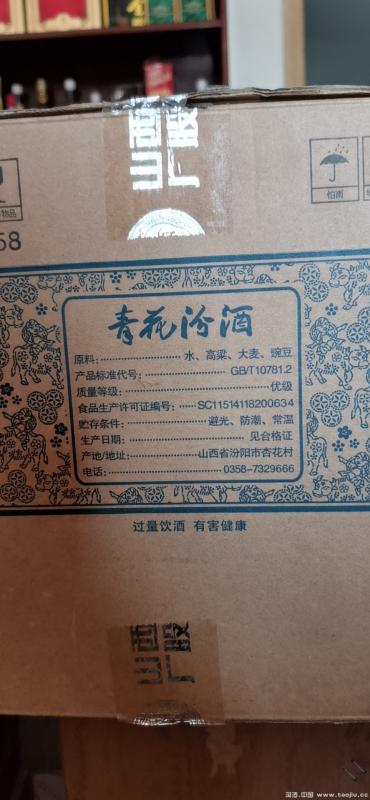 怕雨
58
青花汾酒
原料：水、高粱、大麦、豌豆
产品标准代号：GB/T10781.2
质量等级：优级
食品生产许可证编号：SC11514118200634
贮存条件：避光、防潮、常温
生产日期：见合格证
产地/地址：山西省汾阳市杏花村
电话：0358-7329666
过量饮酒 有害健康
淘酒.中国 www.taojiu.cc